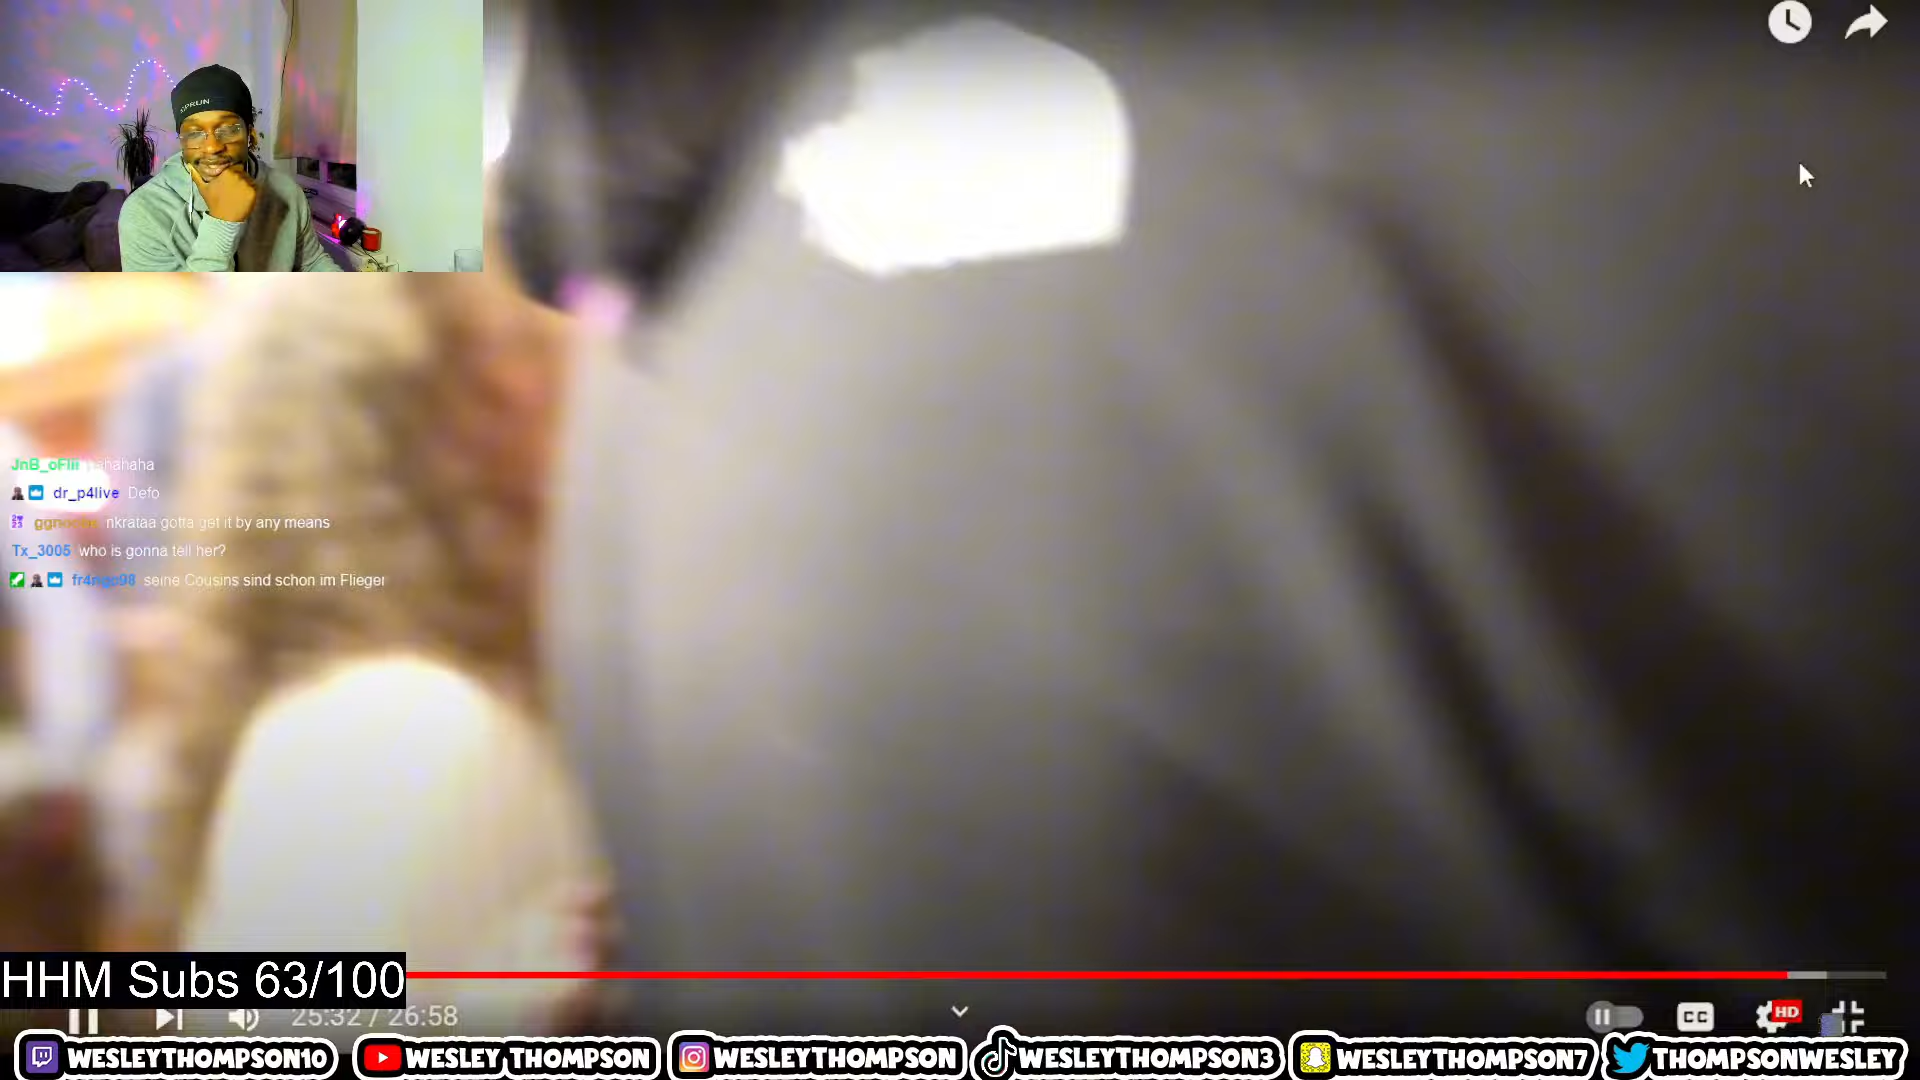 SPRUN
JnB_oFlii hahaha
dr_p4live Defo
nkrataa gotta get it by any means
Tx_3005 who is gonna tell her?
seine Cousins sind schon im Flieger
HHM Subs 63/100
25:32 / 26:58
CC
HD
WESLEYTHOMPSON10
WESLEY THOMPSON
WESLEYTHOMPSON
WESLEYTHOMPSON3
WESLEYTHOMPSON7
THOMPSONWESLEY